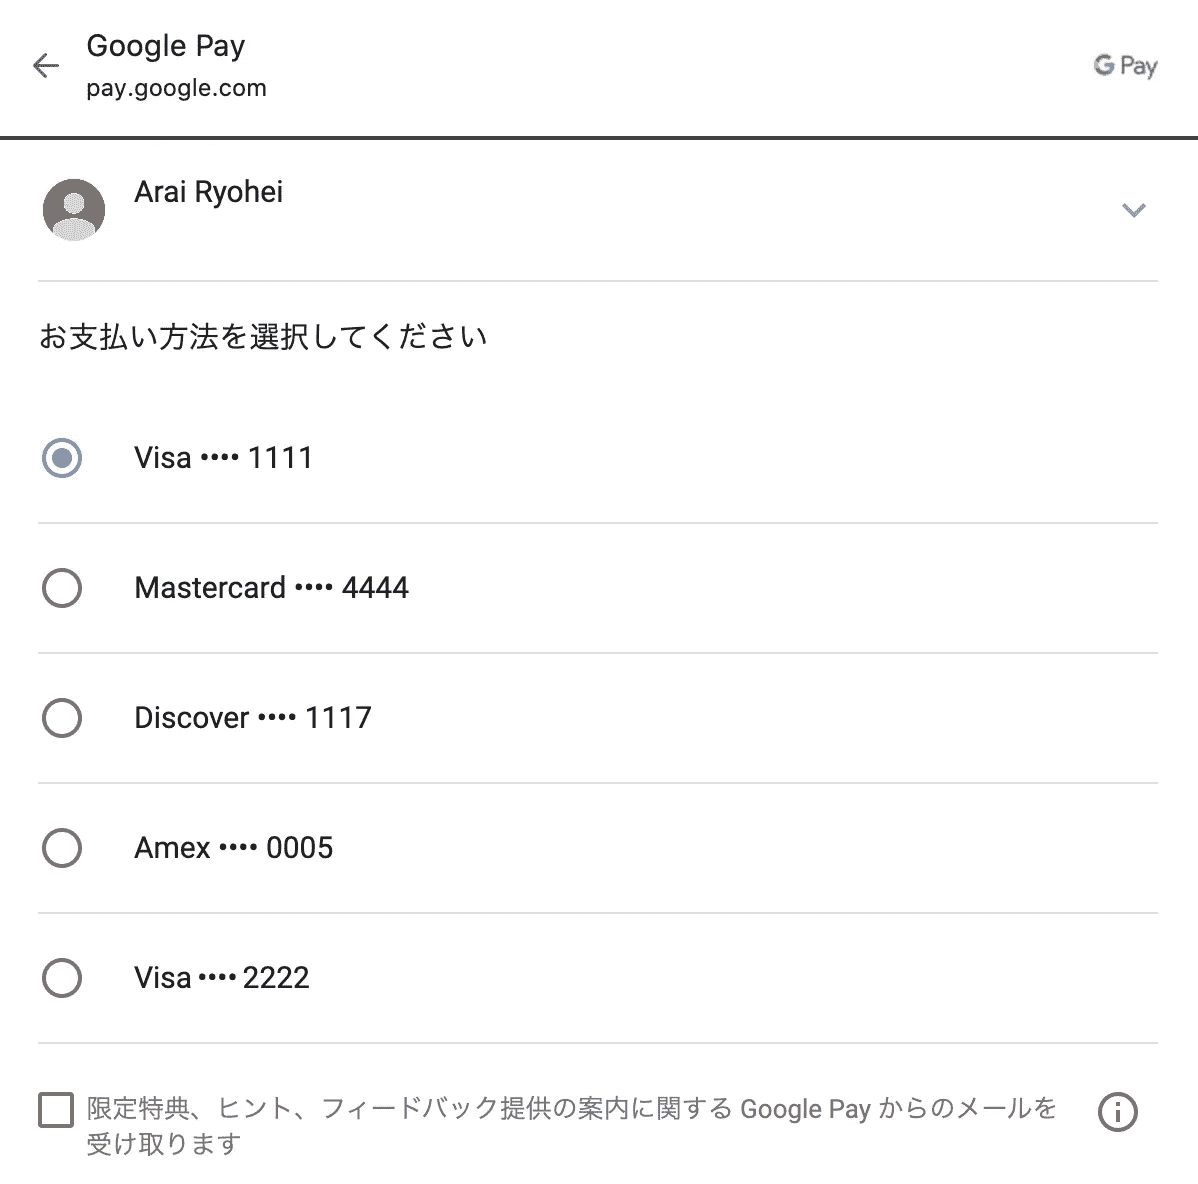 Google Pay
pay.google.com
G Pay
Arai Ryohei
お支払い方法を選択してください
Visa •••• 1111
Mastercard •••• 4444
Discover •••• 1117
Amex •••• 0005
Visa •••• 2222
限定特典、ヒント、フィードバック提供の案内に関する Google Pay からのメールを
受け取ります